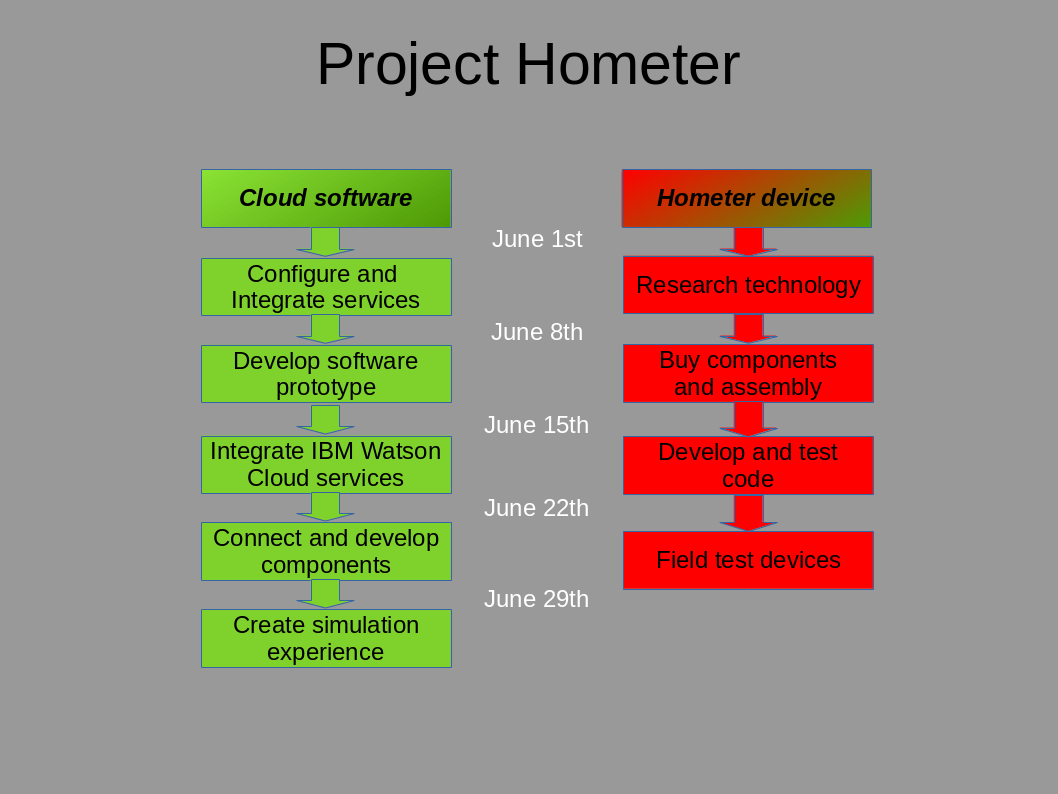 Project Hometer
Cloud software
Hometer device
June 1st
Configure and
Integrate services
Research technology
June 8th
Develop software
prototype
Buy components
and assembly
June 15th
Integrate IBM Watson
Cloud services
Develop and test
code
June 22th
Connect and develop
components
Field test devices
June 29th
Create simulation
experience